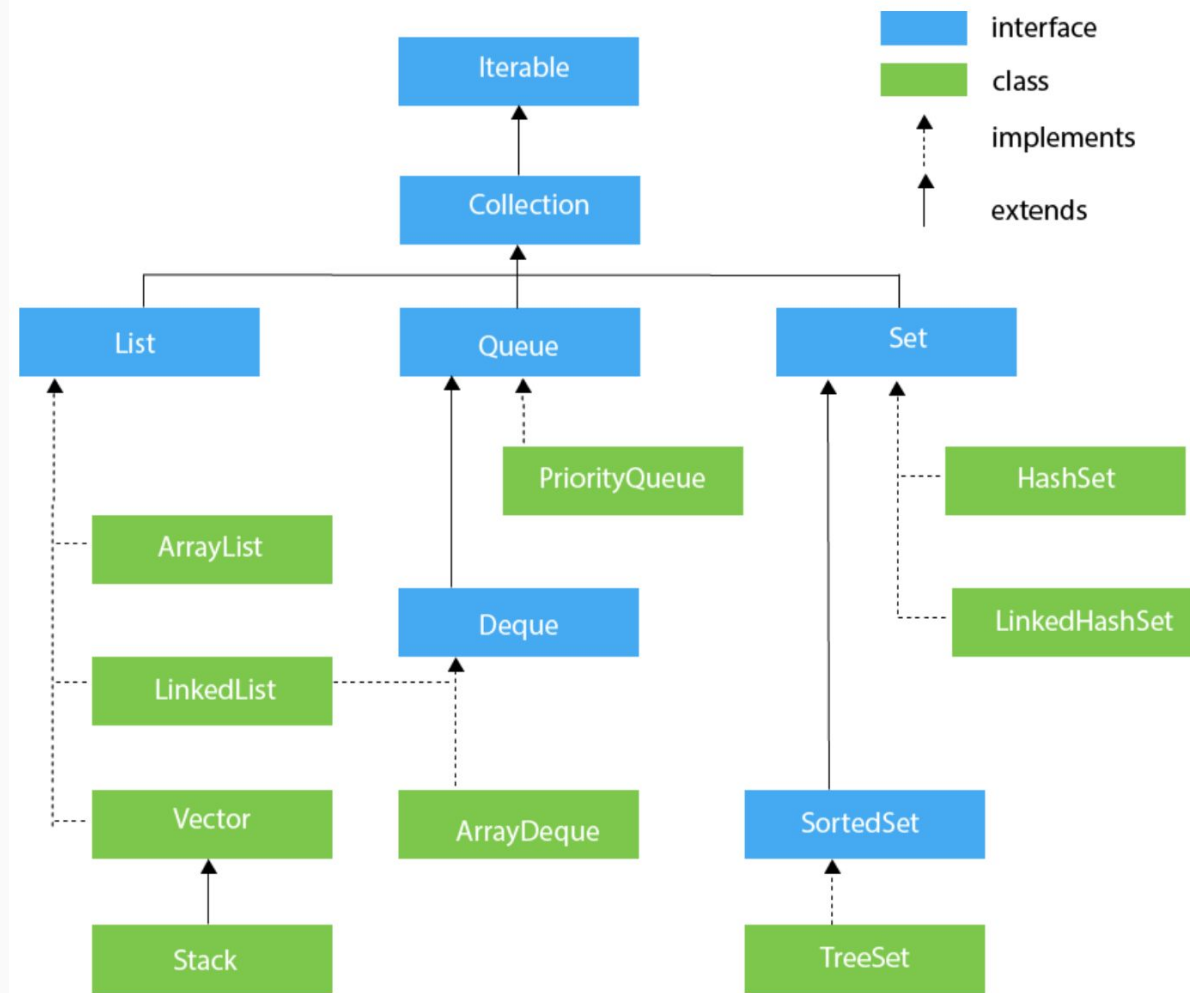 interface
Iterable
class
implements
Collection
extends
List
Queue
Set
PriorityQueue
HashSet
ArrayList
Deque
LinkedHashSet
LinkedList
Vector
ArrayDeque
SortedSet
Stack
TreeSet